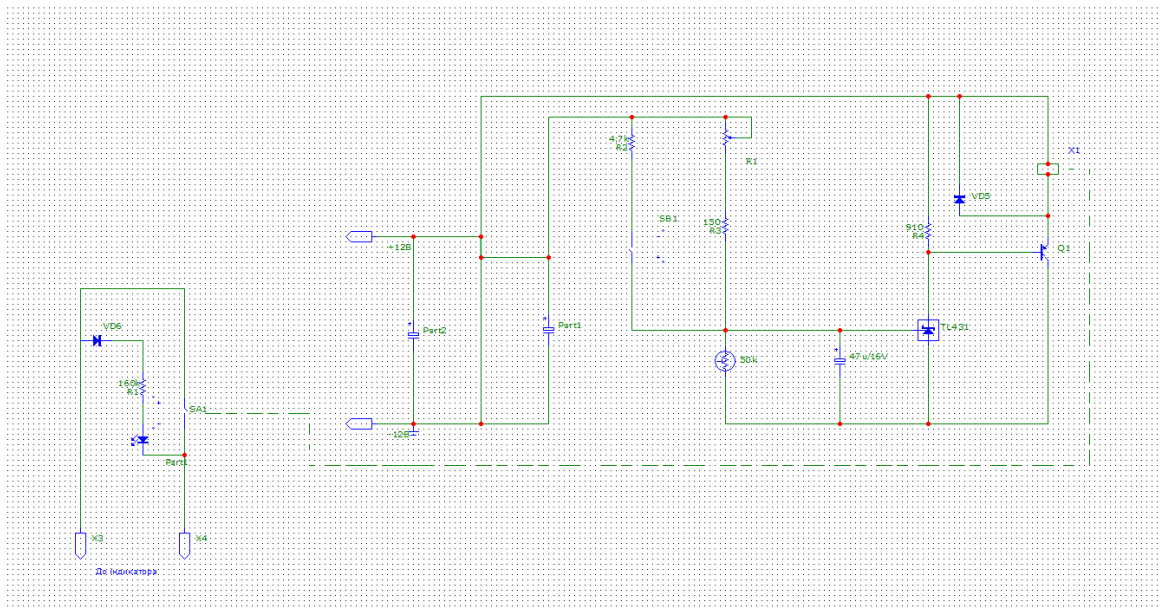 X1
4.7k
R2
R1
VD5
SB1
150
R3
910
R4
Q1
+12В
Part2
Part1
TL431
VD6
50k
47u/16V
160k
R1
SA1
-12В
Part1
X3
X4
До індикатора